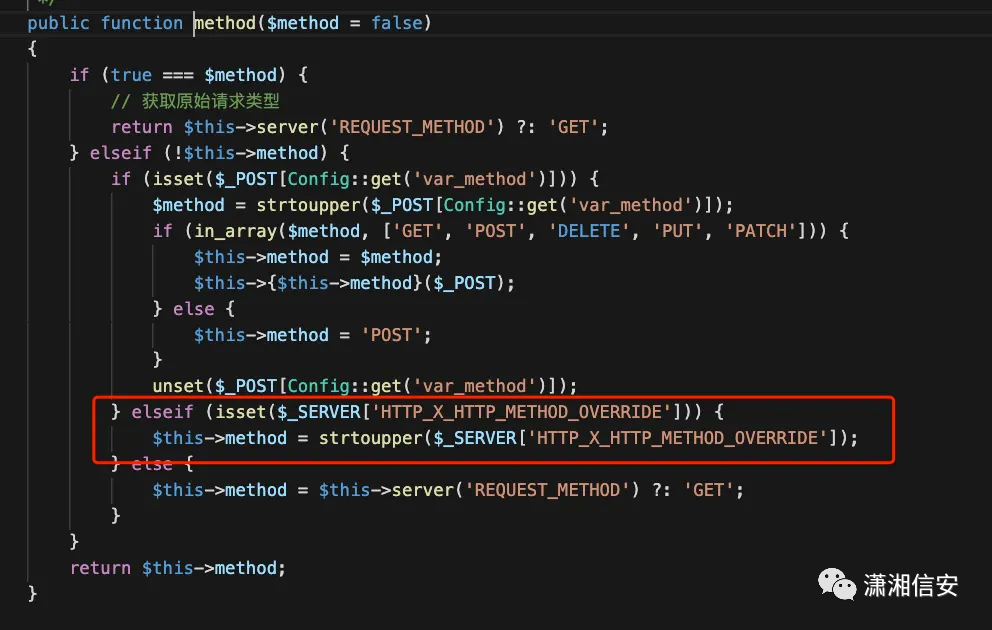 */
public function method($method = false)
{
if (true === $method) {
// 获取原始请求类型
return $this->server('REQUEST_METHOD') ?: 'GET';
} elseif (!$this->method) {
if (isset($_POST[Config::get('var_method')])) {
$method = strtoupper($_POST[Config::get('var_method')]);
if (in_array($method, ['GET', 'POST', 'DELETE', 'PUT', 'PATCH'])) {
$this->method = $method;
$this->{$this->method}($_POST);
} else {
$this->method = 'POST';
}
unset($_POST[Config::get('var_method')]);
} elseif (isset($_SERVER['HTTP_X_HTTP_METHOD_OVERRIDE'])) {
$this->method = strtoupper($_SERVER['HTTP_X_HTTP_METHOD_OVERRIDE']);
} else {
$this->method = $this->server('REQUEST_METHOD') ?: 'GET';
}
}
return $this->method;
}
潇湘信安